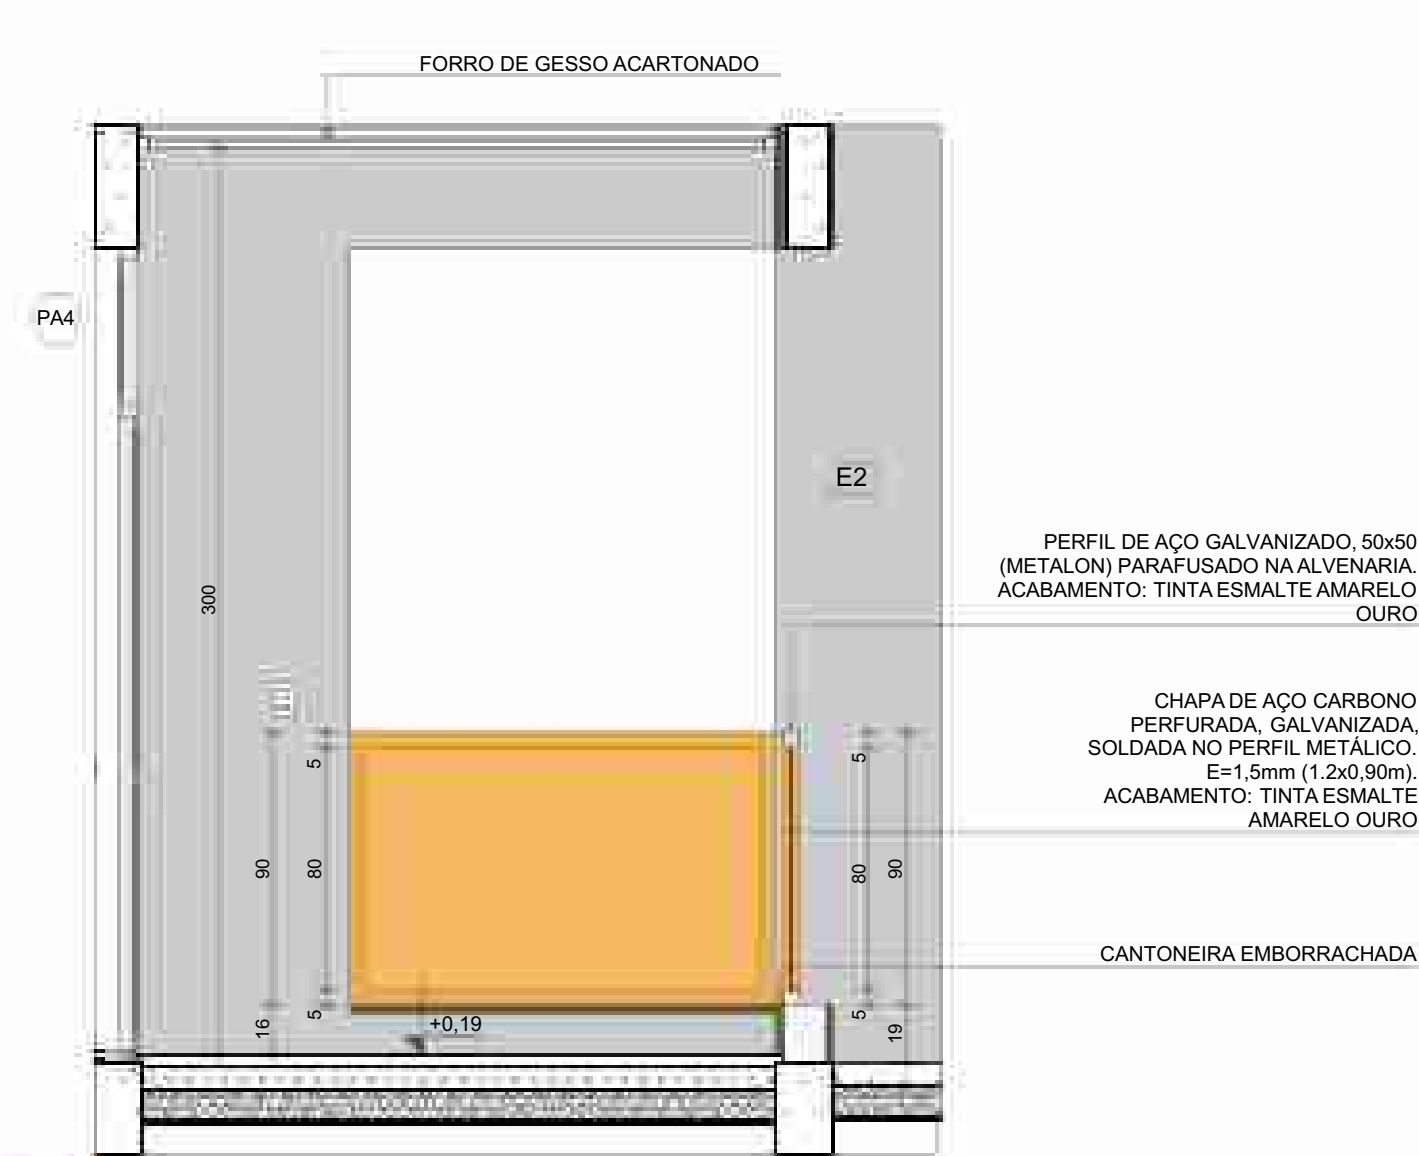 FORRO DE GESSO ACARTONADO
PA4
E2
PERFIL DE AÇO GALVANIZADO, 50x50
(METALON) PARAFUSADO NA ALVENARIA.
ACABAMENTO: TINTA ESMALTE AMARELO
OURO
300
CHAPA DE AÇO CARBONO
PERFURADA, GALVANIZADA,
SOLDADA NO PERFIL METÁLICO.
E=1,5mm (1.2x0,90m).
ACABAMENTO: TINTA ESMALTE
AMARELO OURO
5
5
90
80
80
90
CANTONEIRA EMBORRACHADA
16
5
+0,19
5
19